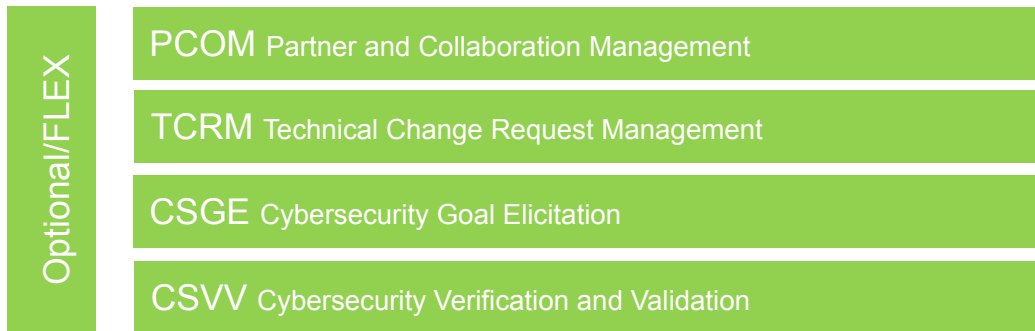 Optional/FLEX
PCOM Partner and Collaboration Management
TCRM Technical Change Request Management
CSGE Cybersecurity Goal Elicitation
CSVV Cybersecurity Verification and Validation